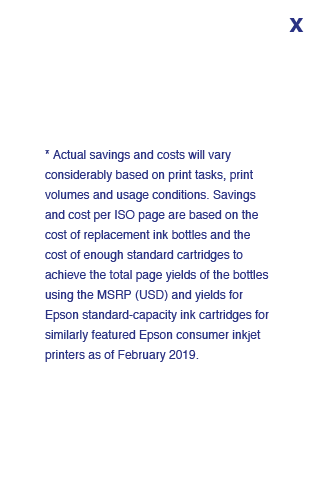 X
* Actual savings and costs will vary
considerably based on print tasks, print
volumes and usage conditions. Savings
and cost per ISO page are based on the
cost of replacement ink bottles and the
cost of enough standard cartridges to
achieve the total page yields of the bottles
using the MSRP (USD) and yields for
Epson standard-capacity ink cartridges for
similarly featured Epson consumer inkjet
printers as of February 2019.